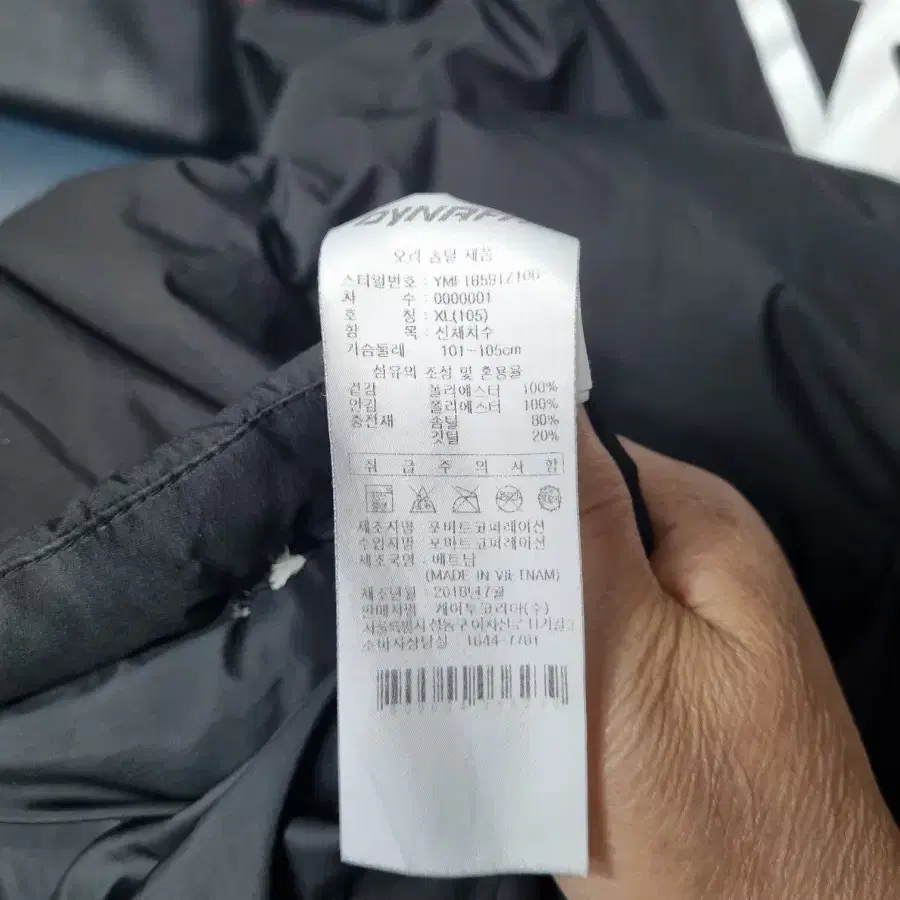 DYNAFI
오리 솜털 제품
스타일번호 : YMF18591Z100
차 수 : 0000001
호 칭 : XL(105)
항 목 : 신체치수
가슴둘레 101~105cm
섬유의 조성 및 혼용율
겉감 폴리에스터 100%
안감 폴리에스터 100%
충전재 솜털 80%
깃털 20%
취 급 주 의 사 항
제조자명 : 포마트코퍼레이션
수입자명 : 포마트코퍼레이션
제조국명 : 베트남
(MADE IN VIETNAM)
제조년월 : 2018년7월
판매자명 : 케이투코리아(수)
소비자상담실 1644-7781